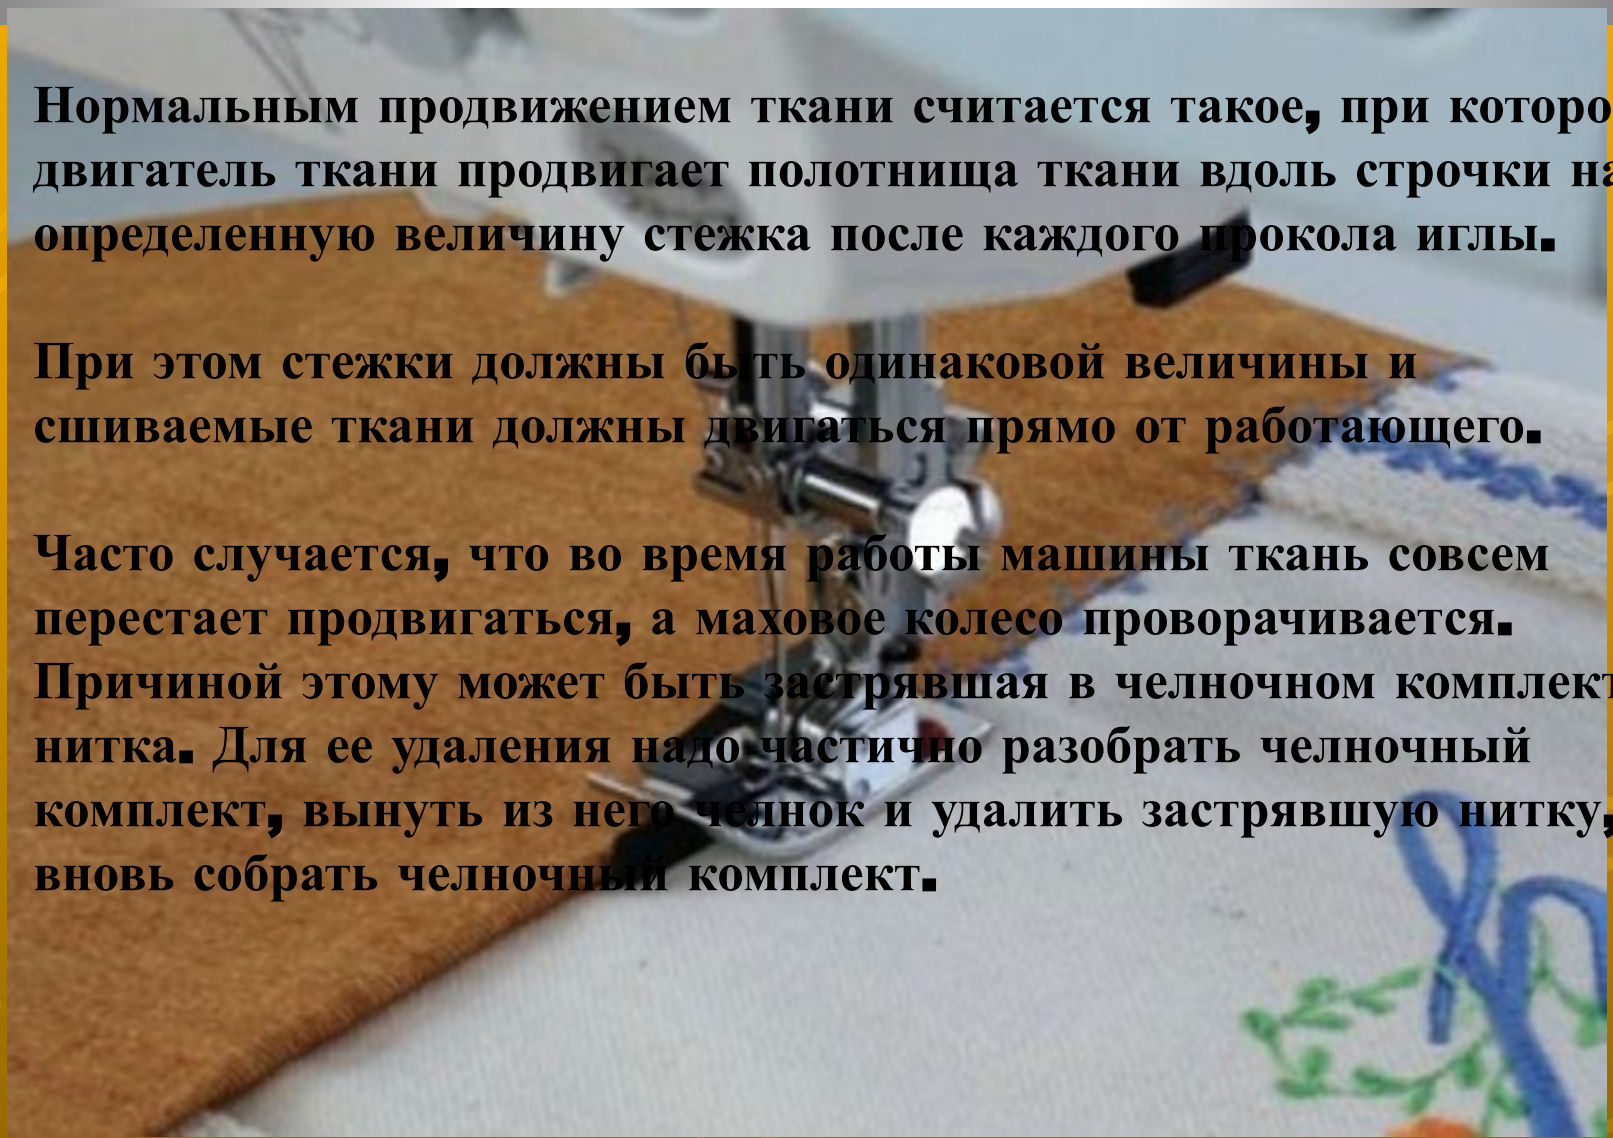 Нормальным продвижением ткани считается такое, при которо
двигатель ткани продвигает полотнища ткани вдоль строчки на
определенную величину стежка после каждого прокола иглы.
При этом стежки должны быть одинаковой величины и
сшиваемые ткани должны двигаться прямо от работающего.
Часто случается, что во время работы машины ткань совсем
перестает продвигаться, а маховое колесо проворачивается.
Причиной этому может быть застрявшая в челночном комплект
нитка. Для ее удаления надо частично разобрать челночный
комплект, вынуть из него челнок и удалить застрявшую нитку,
вновь собрать челночный комплект.